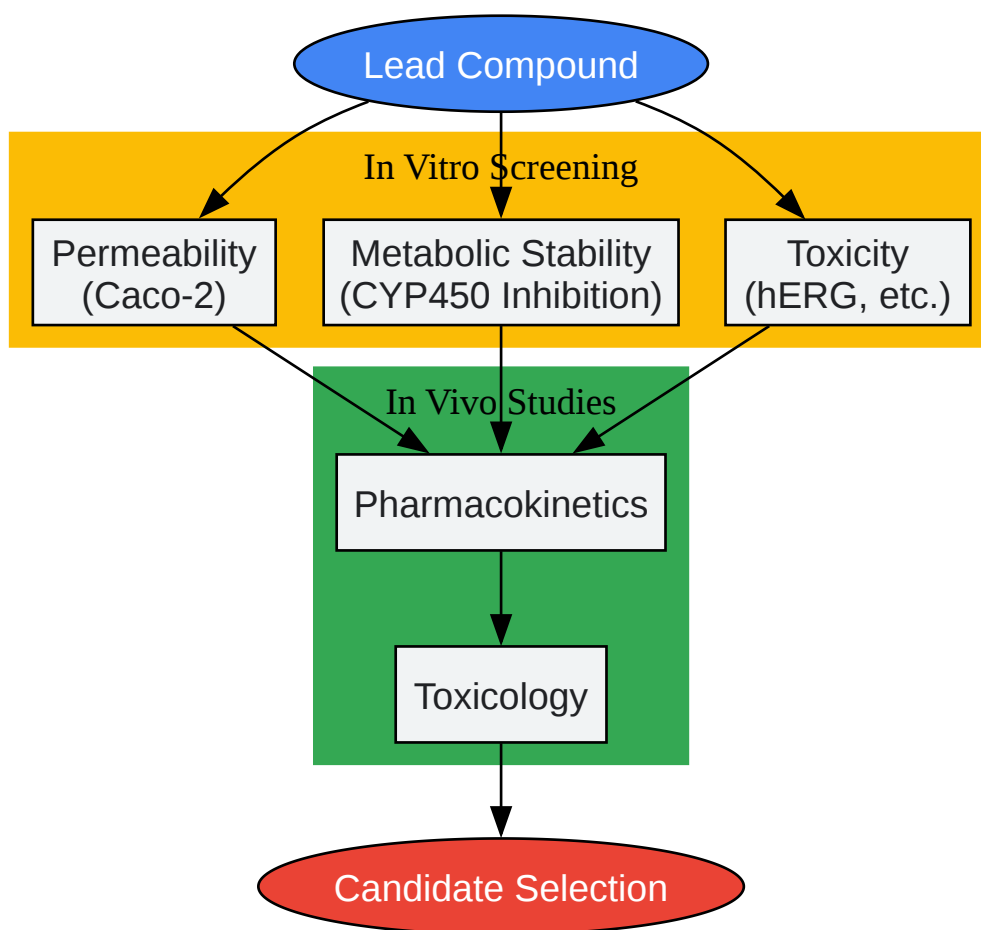 Lead Compound
In Vitro Screening
Permeability
(Caco-2)
Metabolic Stability
(CYP450 Inhibition)
Toxicity
(hERG, etc.)
In Vivo Studies
Pharmacokinetics
Toxicology
Candidate Selection